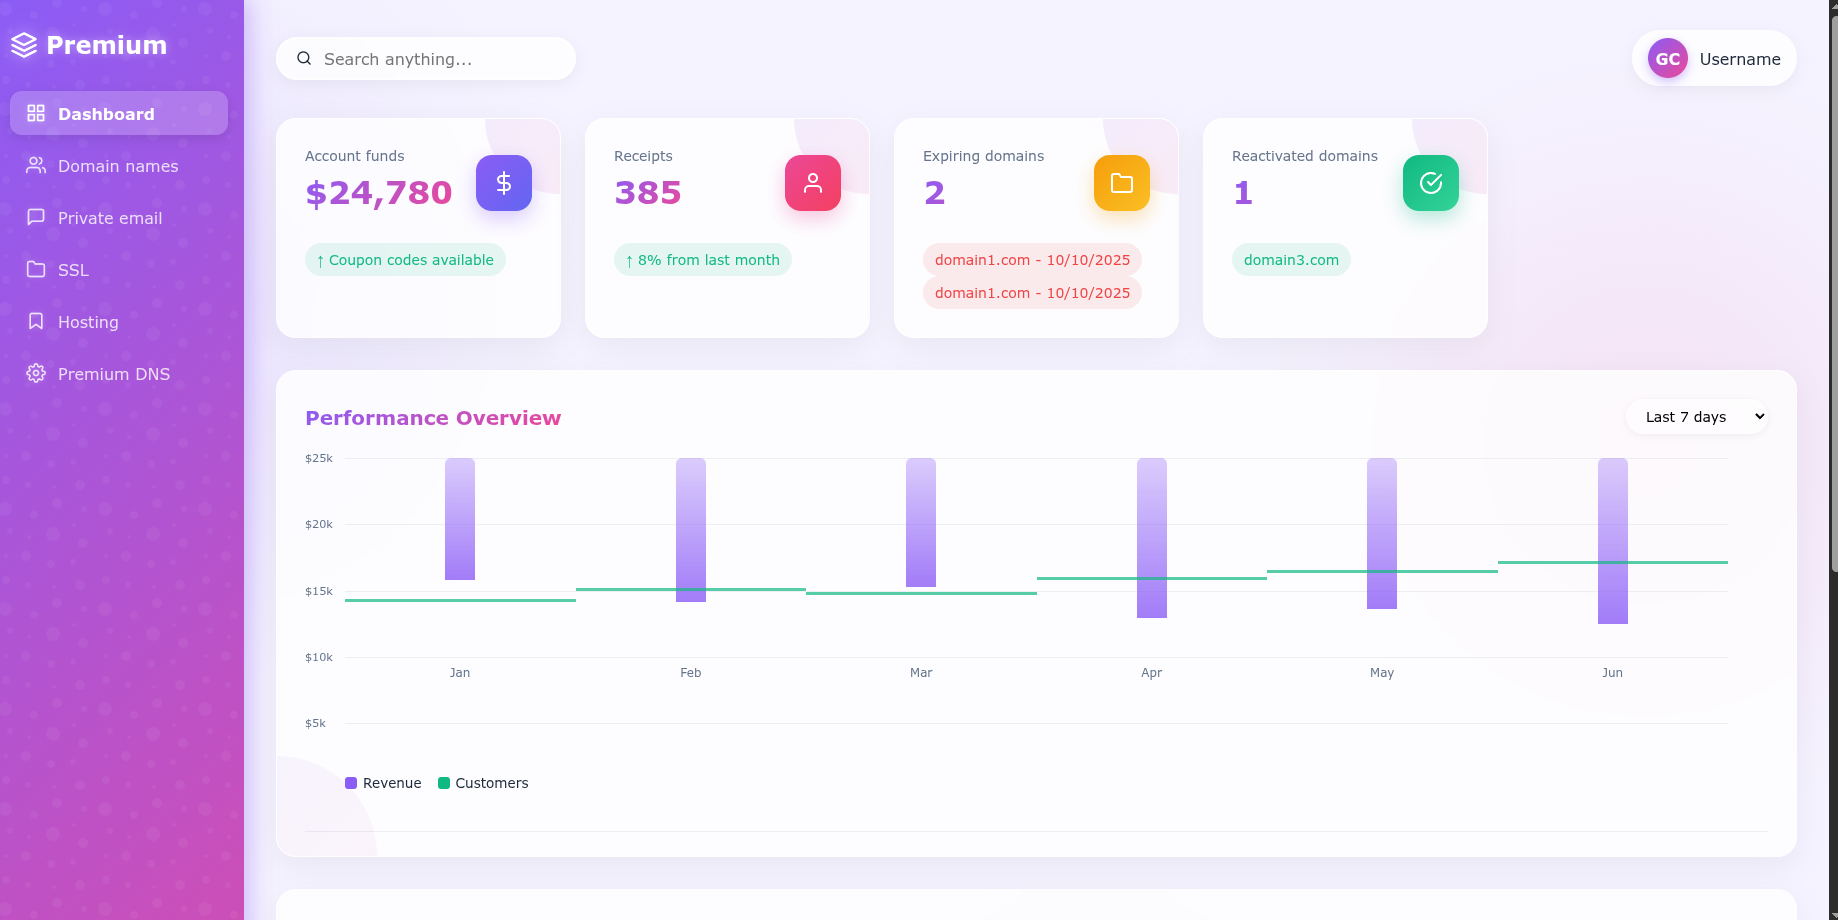 Premium
Dashboard
Domain names
Private email
SSL
Hosting
Premium DNS
Search anything...
GC
Username
Account funds
$24,780
↑ Coupon codes available
Receipts
385
↑ 8% from last month
Expiring domains
2
domain1.com - 10/10/2025
domain1.com - 10/10/2025
Reactivated domains
1
domain3.com
Performance Overview
Last 7 days
$25k
$20k
$15k
$10k
Jan Feb Mar Apr May Jun
$5k
Revenue Customers